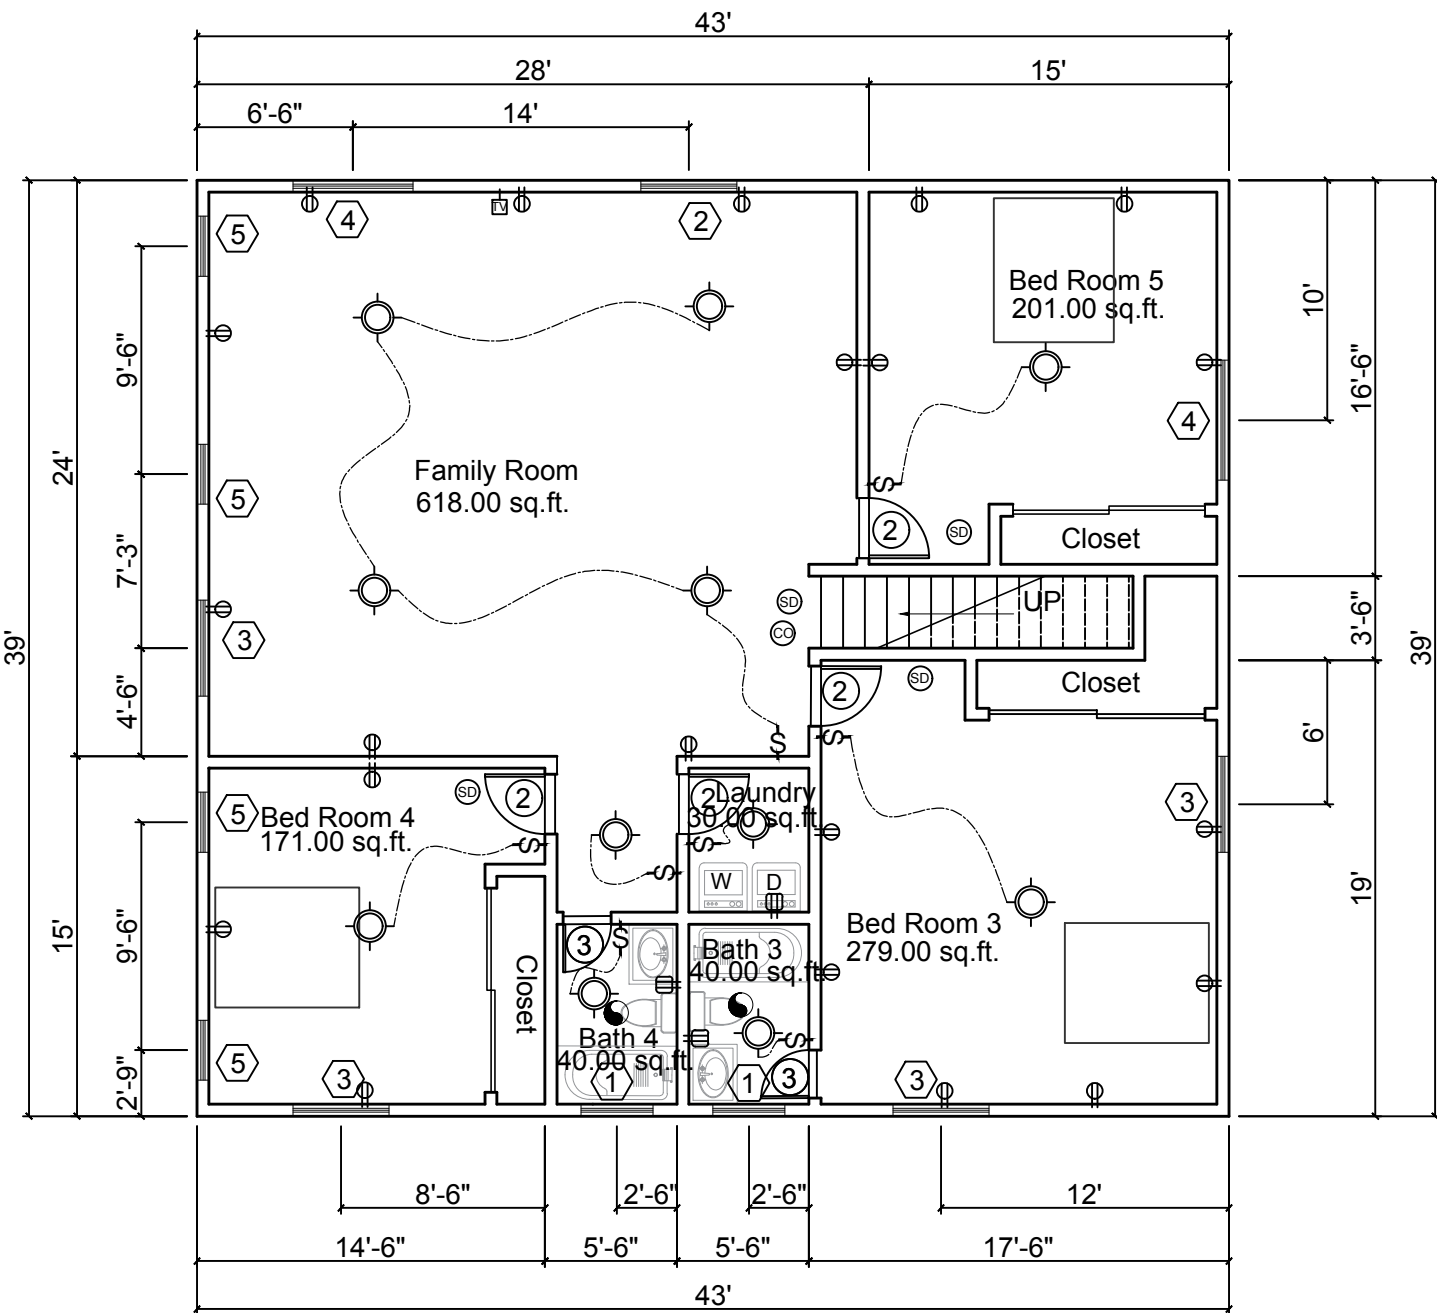 43'
28'
15'
6'-6"
14'
5
4
TV
2
Bed Room 5
201.00 sq.ft.
10'
9'-6"
16'-6"
4
24'
Family Room
618.00 sq.ft.
S
5
2
SD
Closet
7'-3"
SD
UP
CO
3'-6"
3
39'
39'
4'-6"
2
SD
Closet
S
S
6'
SD
2
2
Laundry
30.00 sq.ft.
3
5
Bed Room 4
171.00 sq.ft.
S
S
S
W
D
19'
15'
9'-6"
Bed Room 3
279.00 sq.ft.
3
S
Bath 3
40.00 sq.ft.
Closet
Bath 4
40.00 sq.ft.
S
5
3
1
1
3
3
2'-9"
8'-6"
2'-6"
2'-6"
12'
14'-6"
5'-6"
5'-6"
17'-6"
43'